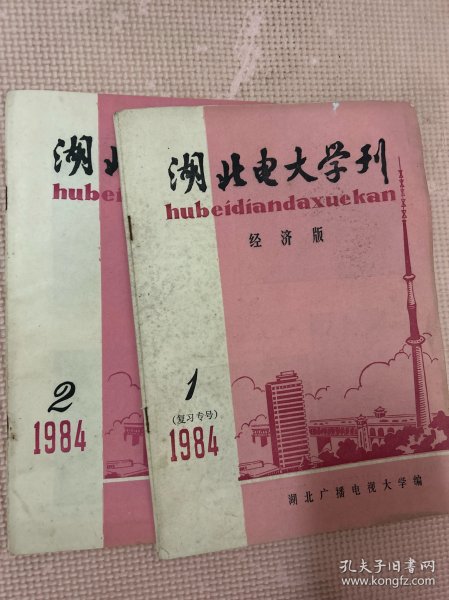 湖北
hubei
2
1984
湖北电大学刊
hubeidiandaxuekan
经济版
1
(复习专号)
1984
湖北广播电视大学编
孔夫子旧书网
www.kongfz.com